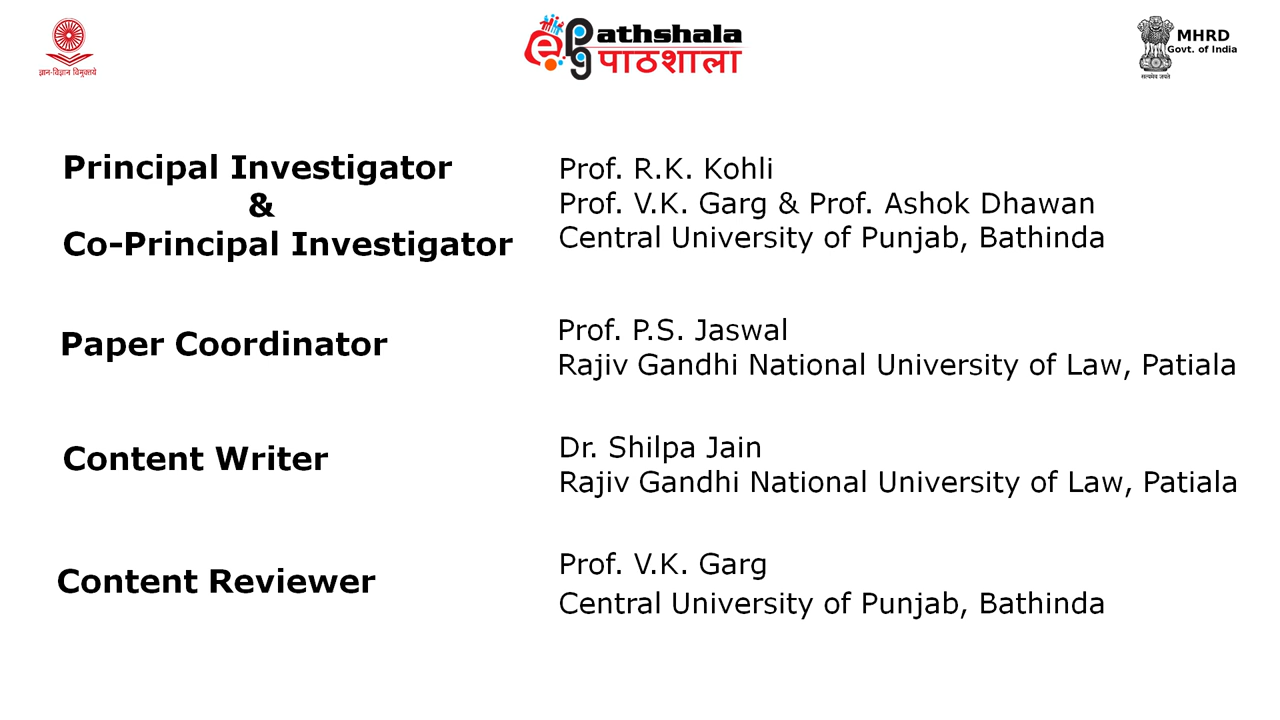 ज्ञान-विज्ञान विमुक्तये
e Pg athshala
पाठशाला
MHRD
Govt. of India
सत्यमेव जयते
Principal Investigator
&
Co-Principal Investigator
Prof. R.K. Kohli
Prof. V.K. Garg & Prof. Ashok Dhawan
Central University of Punjab, Bathinda
Paper Coordinator
Prof. P.S. Jaswal
Rajiv Gandhi National University of Law, Patiala
Content Writer
Dr. Shilpa Jain
Rajiv Gandhi National University of Law, Patiala
Content Reviewer
Prof. V.K. Garg
Central University of Punjab, Bathinda